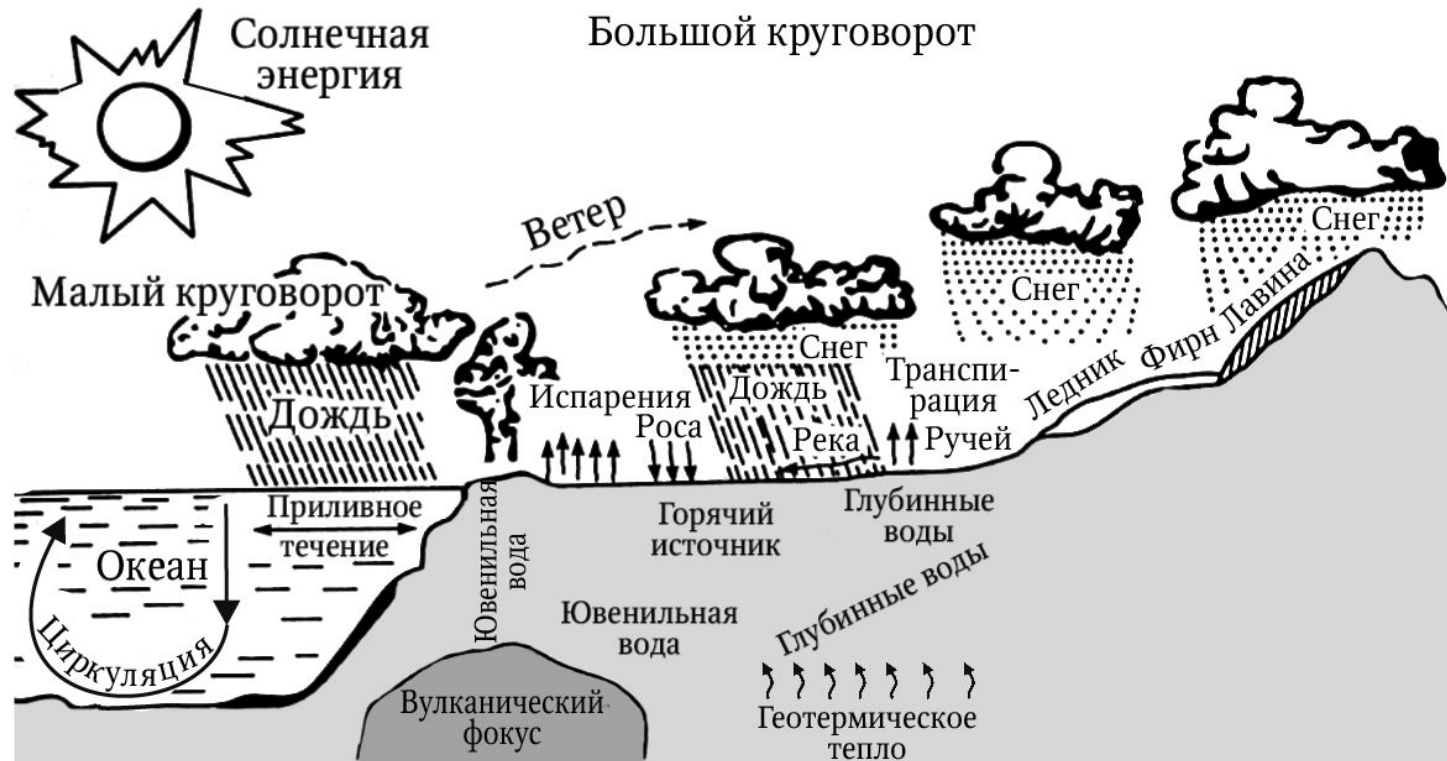 Солнечная
энергия
Большой круговорот
Ветер
Малый круговорот
Снег
Снег
Снег
Дождь
Дождь
Испарения
Роса
Транспи-
рация
Река
Ручей
Ледник
Фирн
Лавина
Приливное
течение
Океан
Циркуляция
Ювенильная
вода
Горячий
источник
Глубинные
воды
Глубинные воды
Ювенильная
вода
Вулканический
фокус
Геотермическое
тепло